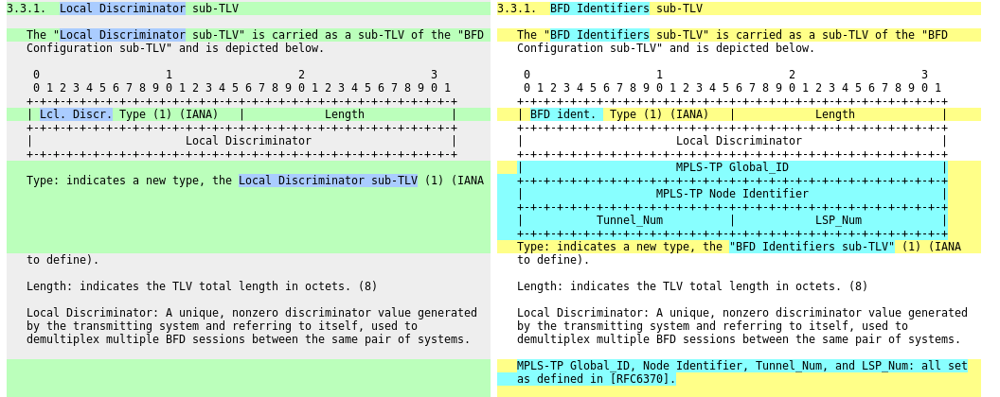 3.3.1.  Local Discriminator sub-TLV
The "Local Discriminator sub-TLV" is carried as a sub-TLV of the "BFD
Configuration sub-TLV" and is depicted below.
0                   1                   2                   3
0 1 2 3 4 5 6 7 8 9 0 1 2 3 4 5 6 7 8 9 0 1 2 3 4 5 6 7 8 9 0 1
+-+-+-+-+-+-+-+-+-+-+-+-+-+-+-+-+-+-+-+-+-+-+-+-+-+-+-+-+-+-+-+-+
| Lcl. Discr. Type (1) (IANA)   |            Length             |
+-+-+-+-+-+-+-+-+-+-+-+-+-+-+-+-+-+-+-+-+-+-+-+-+-+-+-+-+-+-+-+-+
|                       Local Discriminator                     |
+-+-+-+-+-+-+-+-+-+-+-+-+-+-+-+-+-+-+-+-+-+-+-+-+-+-+-+-+-+-+-+-+
Type: indicates a new type, the Local Discriminator sub-TLV (1) (IANA
to define).
Length: indicates the TLV total length in octets. (8)
Local Discriminator: A unique, nonzero discriminator value generated
by the transmitting system and referring to itself, used to
demultiplex multiple BFD sessions between the same pair of systems.
3.3.1.  BFD Identifiers sub-TLV
The "BFD Identifiers sub-TLV" is carried as a sub-TLV of the "BFD
Configuration sub-TLV" and is depicted below.
0                   1                   2                   3
0 1 2 3 4 5 6 7 8 9 0 1 2 3 4 5 6 7 8 9 0 1 2 3 4 5 6 7 8 9 0 1
+-+-+-+-+-+-+-+-+-+-+-+-+-+-+-+-+-+-+-+-+-+-+-+-+-+-+-+-+-+-+-+-+
| BFD ident.  Type (1) (IANA)   |            Length             |
+-+-+-+-+-+-+-+-+-+-+-+-+-+-+-+-+-+-+-+-+-+-+-+-+-+-+-+-+-+-+-+-+
|                       Local Discriminator                     |
+-+-+-+-+-+-+-+-+-+-+-+-+-+-+-+-+-+-+-+-+-+-+-+-+-+-+-+-+-+-+-+-+
|                       MPLS-TP Global_ID                       |
+-+-+-+-+-+-+-+-+-+-+-+-+-+-+-+-+-+-+-+-+-+-+-+-+-+-+-+-+-+-+-+-+
|                    MPLS-TP Node Identifier                    |
+-+-+-+-+-+-+-+-+-+-+-+-+-+-+-+-+-+-+-+-+-+-+-+-+-+-+-+-+-+-+-+-+
|           Tunnel_Num          |            LSP_Num            |
+-+-+-+-+-+-+-+-+-+-+-+-+-+-+-+-+-+-+-+-+-+-+-+-+-+-+-+-+-+-+-+-+
Type: indicates a new type, the "BFD Identifiers sub-TLV" (1) (IANA
to define).
Length: indicates the TLV total length in octets. (8)
Local Discriminator: A unique, nonzero discriminator value generated
by the transmitting system and referring to itself, used to
demultiplex multiple BFD sessions between the same pair of systems.
MPLS-TP Global_ID, Node Identifier, Tunnel_Num, and LSP_Num: all set
as defined in [RFC6370].